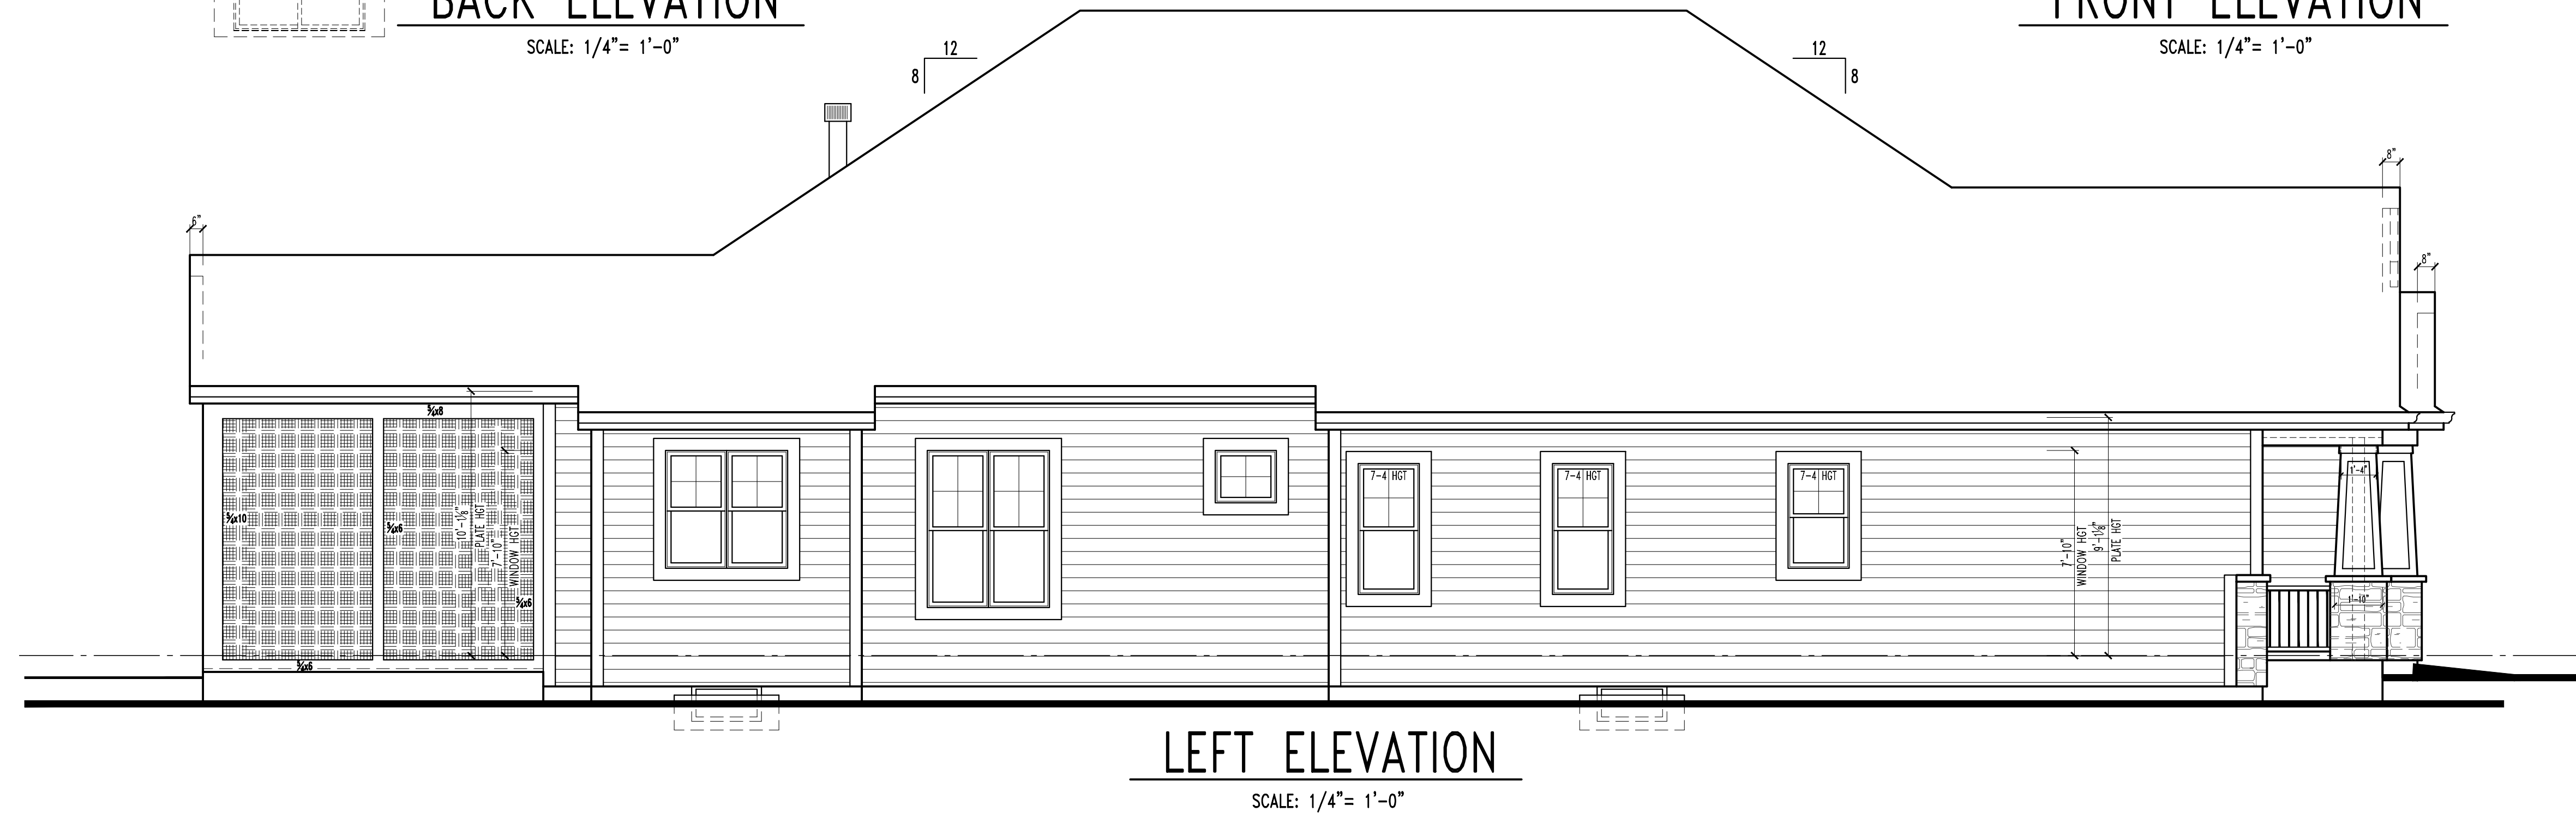 BACK ELEVATION
SCALE: 1/4"= 1'-0"
FRONT ELEVATION
SCALE: 1/4"= 1'-0"
12
8
12
8
6"
8"
8"
5/4x8
5/4x10
5/4x6
10'-1 1/8"
PLATE HGT
7'-10"
WINDOW HGT
5/4x6
5/4x6
7-4 HGT
7-4 HGT
7-4 HGT
7'-10"
WINDOW HGT
9'-1 1/8"
PLATE HGT
1'-4"
1'-10"
LEFT ELEVATION
SCALE: 1/4"= 1'-0"